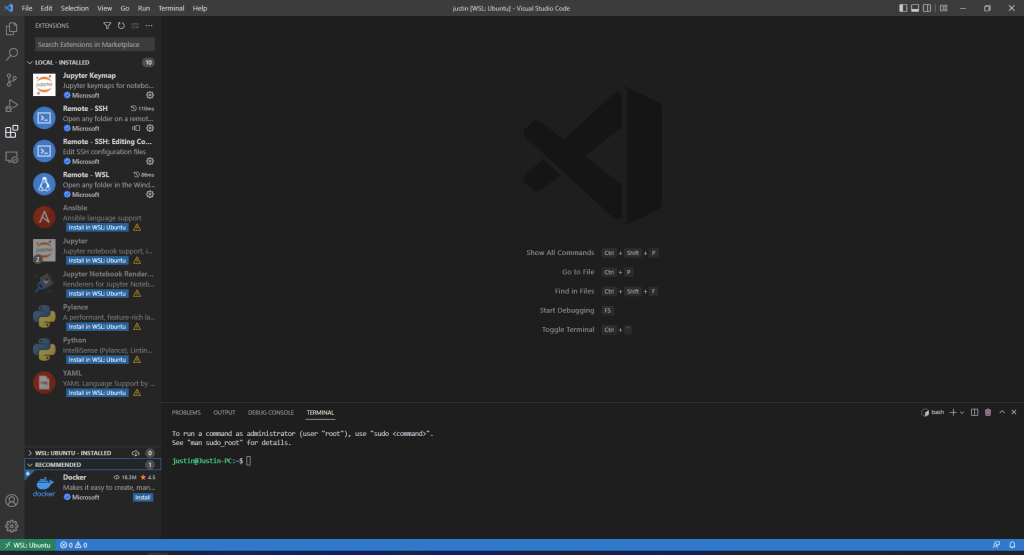 File Edit Selection View Go Run Terminal Help
justin [WSL: Ubuntu] - Visual Studio Code
EXTENSIONS
Search Extensions in Marketplace
LOCAL - INSTALLED 10
Jupyter Keymap
Jupyter keymaps for notebo...
Microsoft
Remote - SSH 110ms
Open any folder on a remot...
Microsoft
Remote - SSH: Editing Co...
Edit SSH configuration files
Microsoft
Remote - WSL 86ms
Open any folder in the Wind...
Microsoft
Ansible
Ansible language support
Install in WSL: Ubuntu
Jupyter
Jupyter notebook support, i...
2
Install in WSL: Ubuntu
Jupyter Notebook Render...
Renderers for Jupyter Noteb...
Install in WSL: Ubuntu
Pylance
A performant, feature-rich la...
Install in WSL: Ubuntu
Python
IntelliSense (Pylance), Lintin...
Install in WSL: Ubuntu
YAML
YAML Language Support by ...
Install in WSL: Ubuntu
WSL: UBUNTU - INSTALLED 0
RECOMMENDED 1
Docker 16.3M 4.5
Makes it easy to create, man...
docker
Microsoft Install
Show All Commands Ctrl + Shift + P
Go to File Ctrl + P
Find in Files Ctrl + Shift + F
Start Debugging F5
Toggle Terminal Ctrl + `
PROBLEMS OUTPUT DEBUG CONSOLE TERMINAL
bash
To run a command as administrator (user "root"), use "sudo <command>".
See "man sudo_root" for details.
justin@Justin-PC:~$
WSL: Ubuntu 0 0